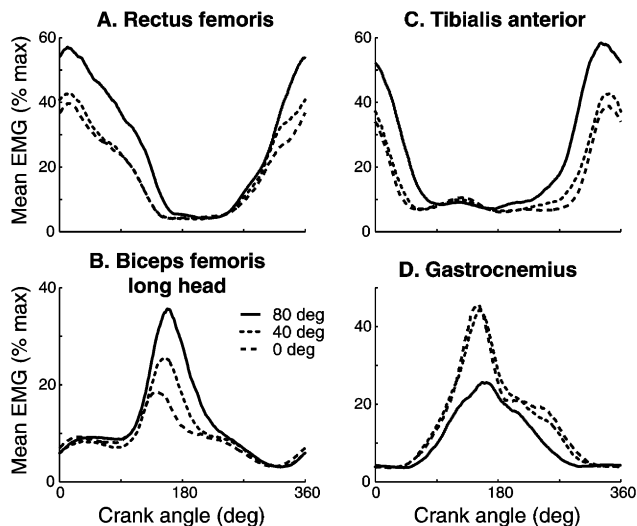 A. Rectus femoris
60
40
20
0
Mean EMG (% max)
C. Tibialis anterior
60
40
20
0
B. Biceps femoris
long head
80 deg
40 deg
0 deg
40
20
0
Mean EMG (% max)
0
180
360
Crank angle (deg)
D. Gastrocnemius
40
20
0
0
180
360
Crank angle (deg)